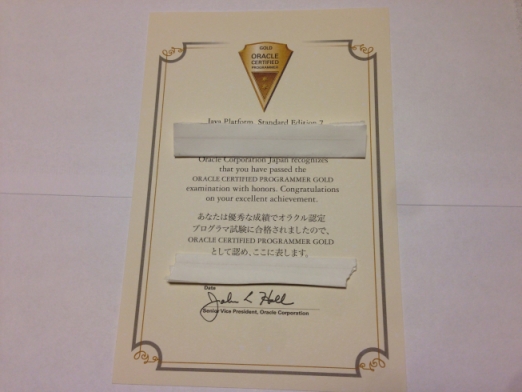 GOLD
ORACLE
CERTIFIED
PROGRAMMER
Java Platform, Standard Edition 7
Oracle Corporation Japan recognizes
that you have passed the
ORACLE CERTIFIED PROGRAMMER GOLD
examination with honors. Congratulations
on your excellent achievement.
あなたは優秀な成績でオラクル認定
プログラマ試験に合格されましたので、
ORACLE CERTIFIED PROGRAMMER GOLD
として認め、ここに表します。
Date
John L Hall
Senior Vice President, Oracle Corporation